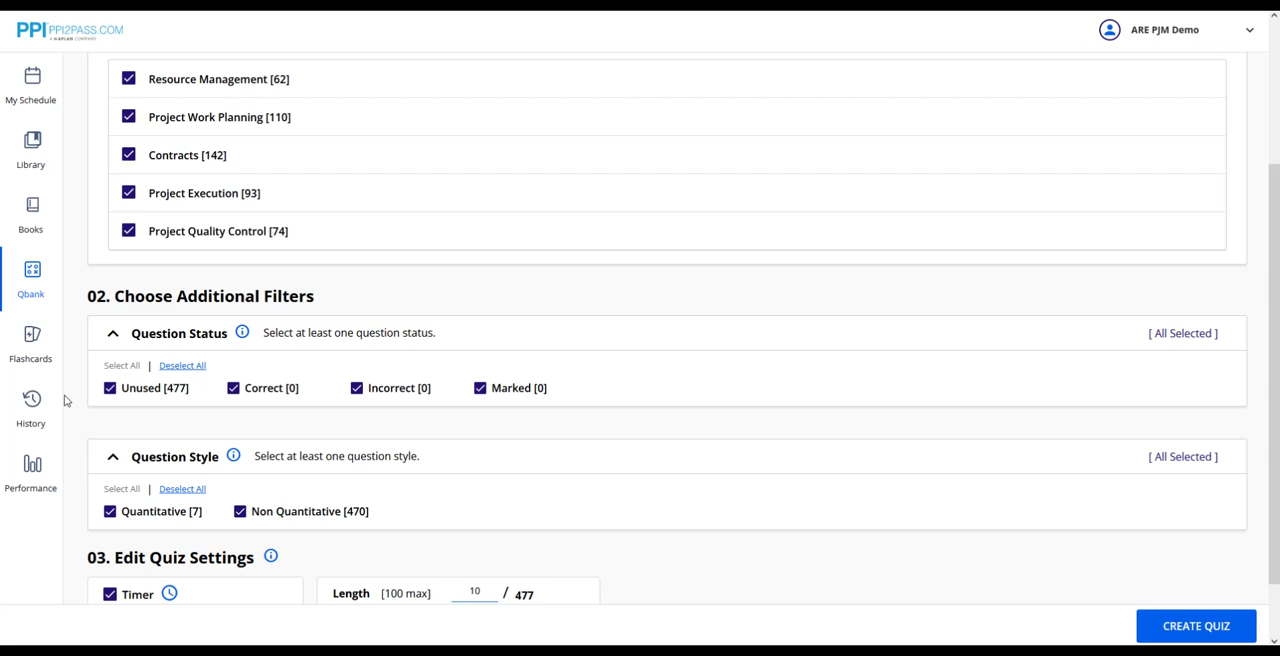 PPI PPI2PASS.COM
A KAPLAN COMPANY
ARE PJM Demo
My Schedule
Library
Books
Qbank
Flashcards
History
Performance
Resource Management [62]
Project Work Planning [110]
Contracts [142]
Project Execution [93]
Project Quality Control [74]
02. Choose Additional Filters
Question Status Select at least one question status. [ All Selected ]
Select All | Deselect All
Unused [477] Correct [0] Incorrect [0] Marked [0]
Question Style Select at least one question style. [ All Selected ]
Select All | Deselect All
Quantitative [7] Non Quantitative [470]
03. Edit Quiz Settings
Timer Length [100 max] 10 / 477
CREATE QUIZ